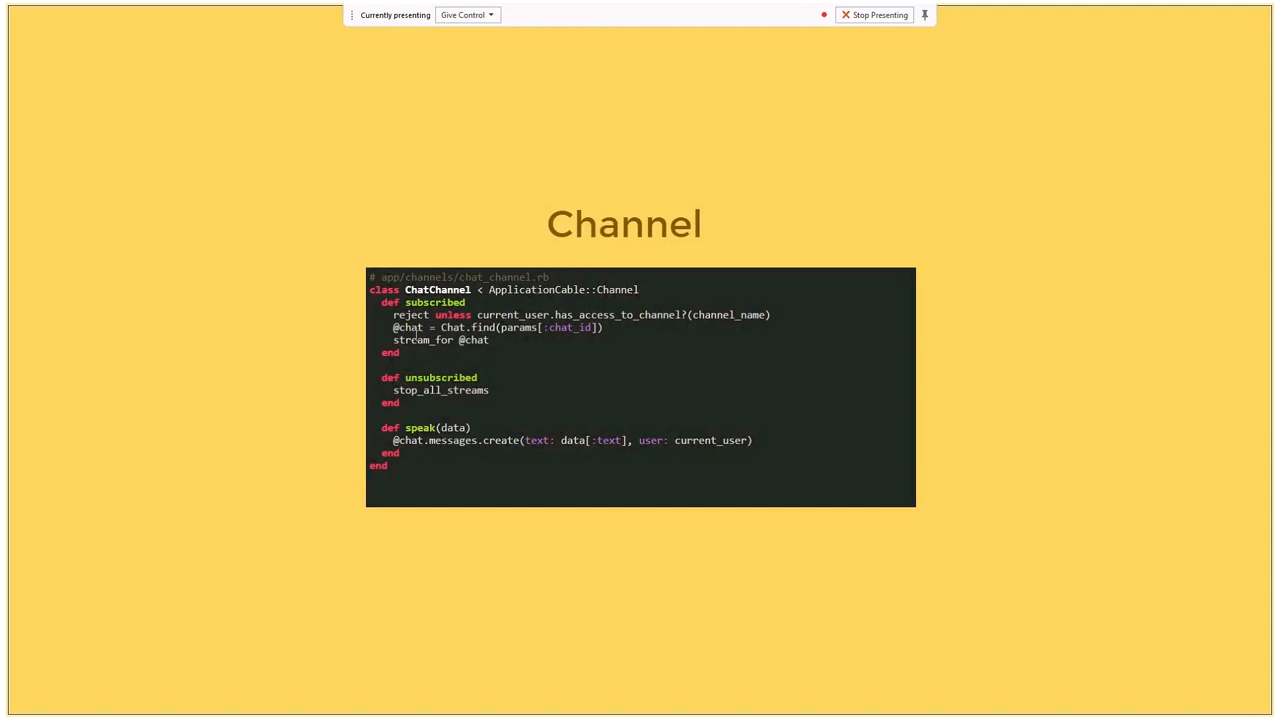 Currently presenting Give Control Stop Presenting
Channel
# app/channels/chat_channel.rb
class ChatChannel < ApplicationCable::Channel
  def subscribed
    reject unless current_user.has_access_to_channel?(channel_name)
    @chat = Chat.find(params[:chat_id])
    stream_for @chat
  end

  def unsubscribed
    stop_all_streams
  end

  def speak(data)
    @chat.messages.create(text: data[:text], user: current_user)
  end
end